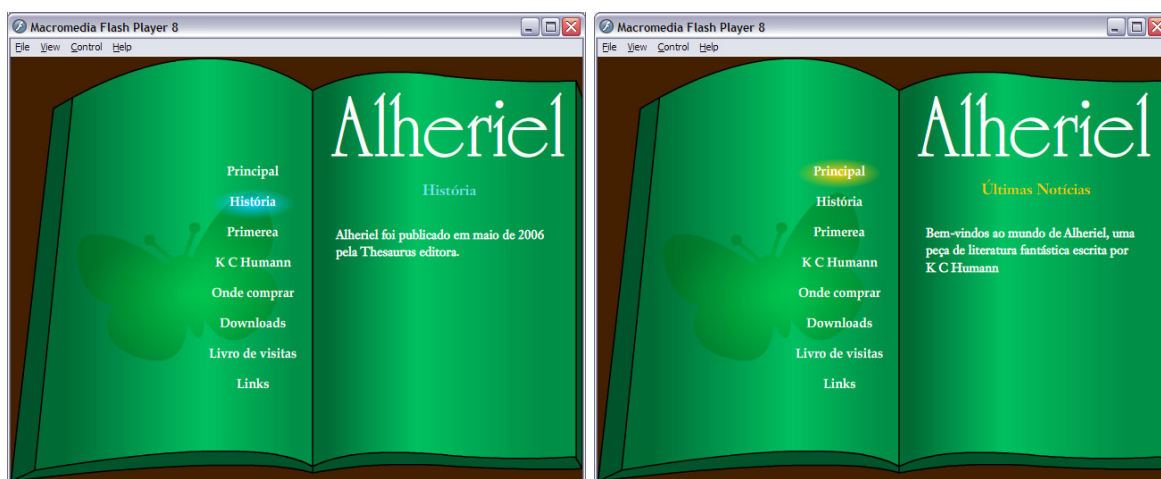 Macromedia Flash Player 8
File View Control Help
Alheriel
Principal
História
Primerea
K C Humann
Onde comprar
Downloads
Livro de visitas
Links
História
Alheriel foi publicado em maio de 2006
pela Thesaurus editora.
Macromedia Flash Player 8
File View Control Help
Alheriel
Principal
História
Primerea
K C Humann
Onde comprar
Downloads
Livro de visitas
Links
Últimas Notícias
Bem-vindos ao mundo de Alheriel, uma
peça de literatura fantástica escrita por
K C Humann